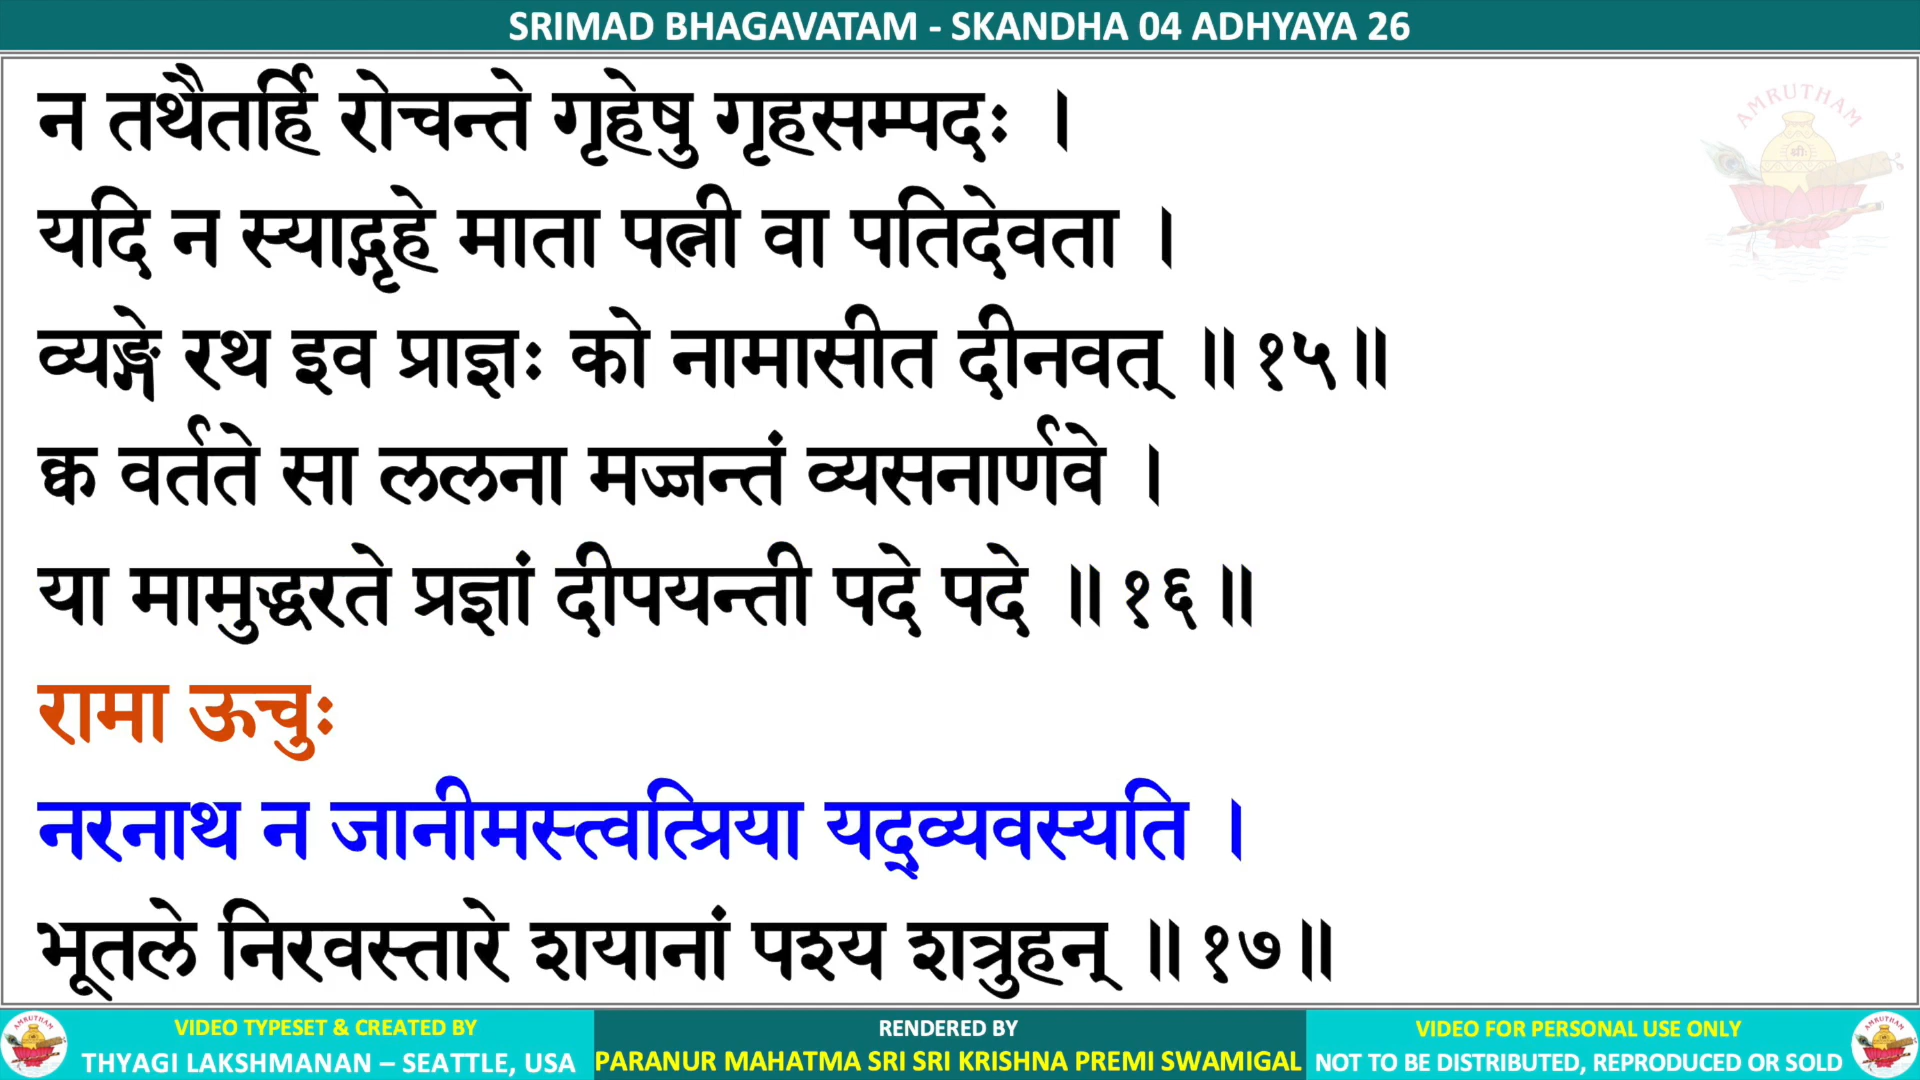 SRIMAD BHAGAVATAM - SKANDHA 04 ADHYAYA 26
AMRUTHAM
श्री
न तथैतर्हि रोचन्ते गृहेषु गृहसम्पदः ।
यदि न स्याद्गृहे माता पत्नी वा पतिदेवता ।
व्यङ्गे रथ इव प्राज्ञः को नामासीत दीनवत् ॥ १५॥
क्व वर्तते सा ललना मज्जन्तं व्यसनार्णवे ।
या मामुद्धरते प्रज्ञां दीपयन्ती पदे पदे ॥ १६॥
रामा ऊचुः
नरनाथ न जानीमस्त्वत्प्रिया यद्व्यवस्यति ।
भूतले निरवस्तारे शयानां पश्य शत्रुहन् ॥ १७॥
AMRUTHAM
VIDEO TYPESET & CREATED BY
THYAGI LAKSHMANAN – SEATTLE, USA
RENDERED BY
PARANUR MAHATMA SRI SRI KRISHNA PREMI SWAMIGAL
VIDEO FOR PERSONAL USE ONLY
NOT TO BE DISTRIBUTED, REPRODUCED OR SOLD
AMRUTHAM